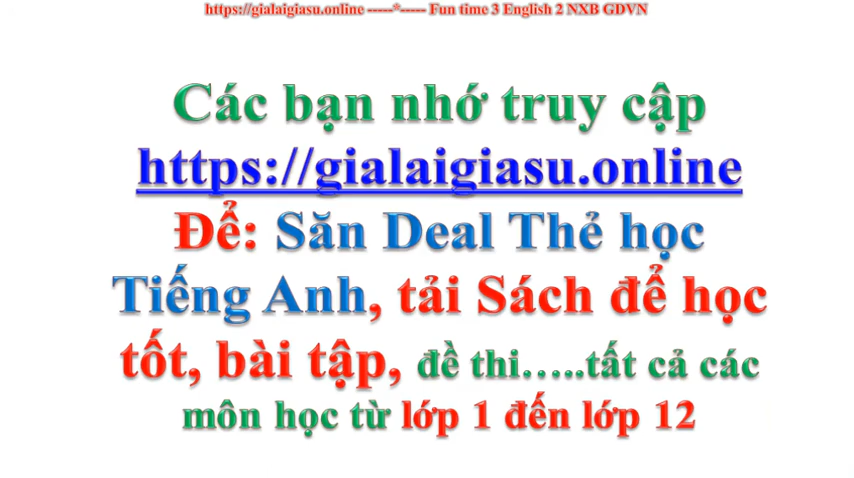 https://gialaigiasu.online -----*----- Fun time 3 English 2 NXB GDVN
Các bạn nhớ truy cập
https://gialaigiasu.online
Để: Săn Deal Thẻ học
Tiếng Anh, tải Sách để học
tốt, bài tập, đề thi…..tất cả các
môn học từ lớp 1 đến lớp 12